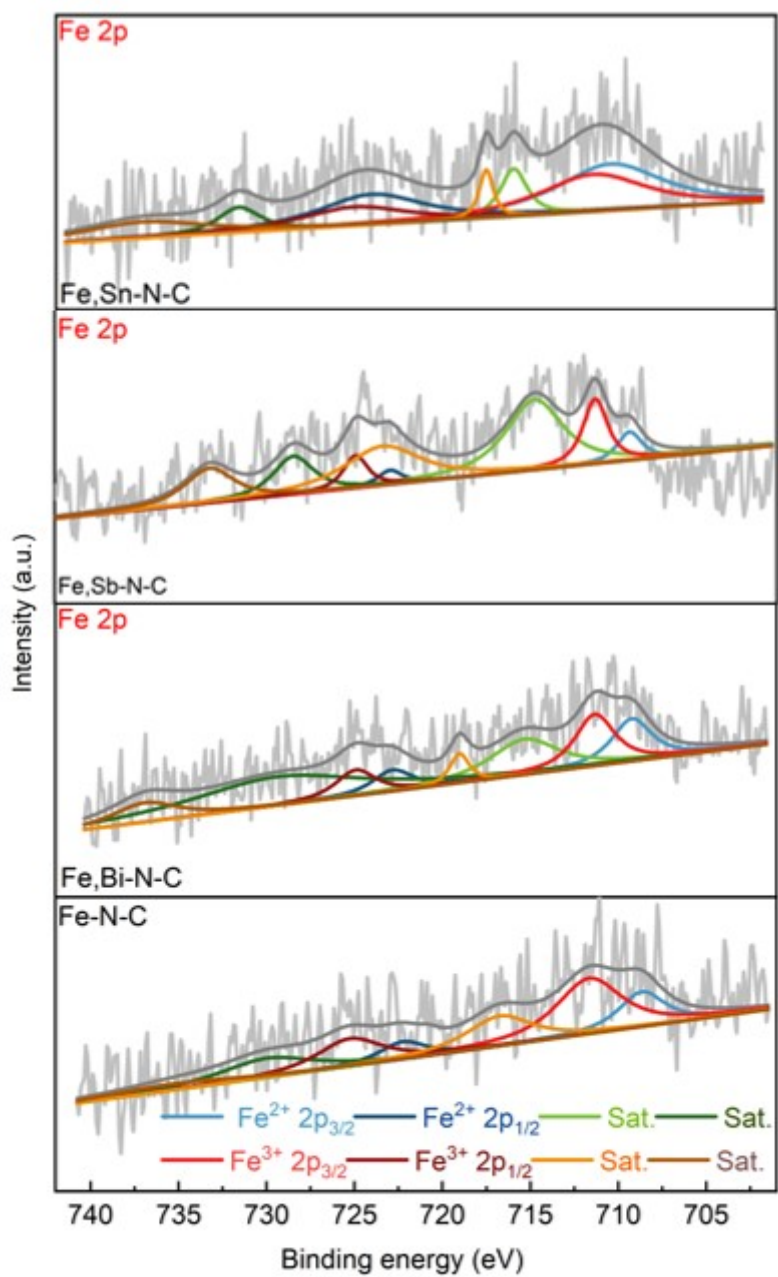 Fe 2p
Fe,Sn-N-C
Fe 2p
Fe,Sb-N-C
Fe 2p
Fe,Bi-N-C
Fe-N-C
Fe²⁺ 2p₃/₂ Fe²⁺ 2p₁/₂ Sat. Sat.
Fe³⁺ 2p₃/₂ Fe³⁺ 2p₁/₂ Sat. Sat.
740 735 730 725 720 715 710 705
Binding energy (eV)
Intensity (a.u.)